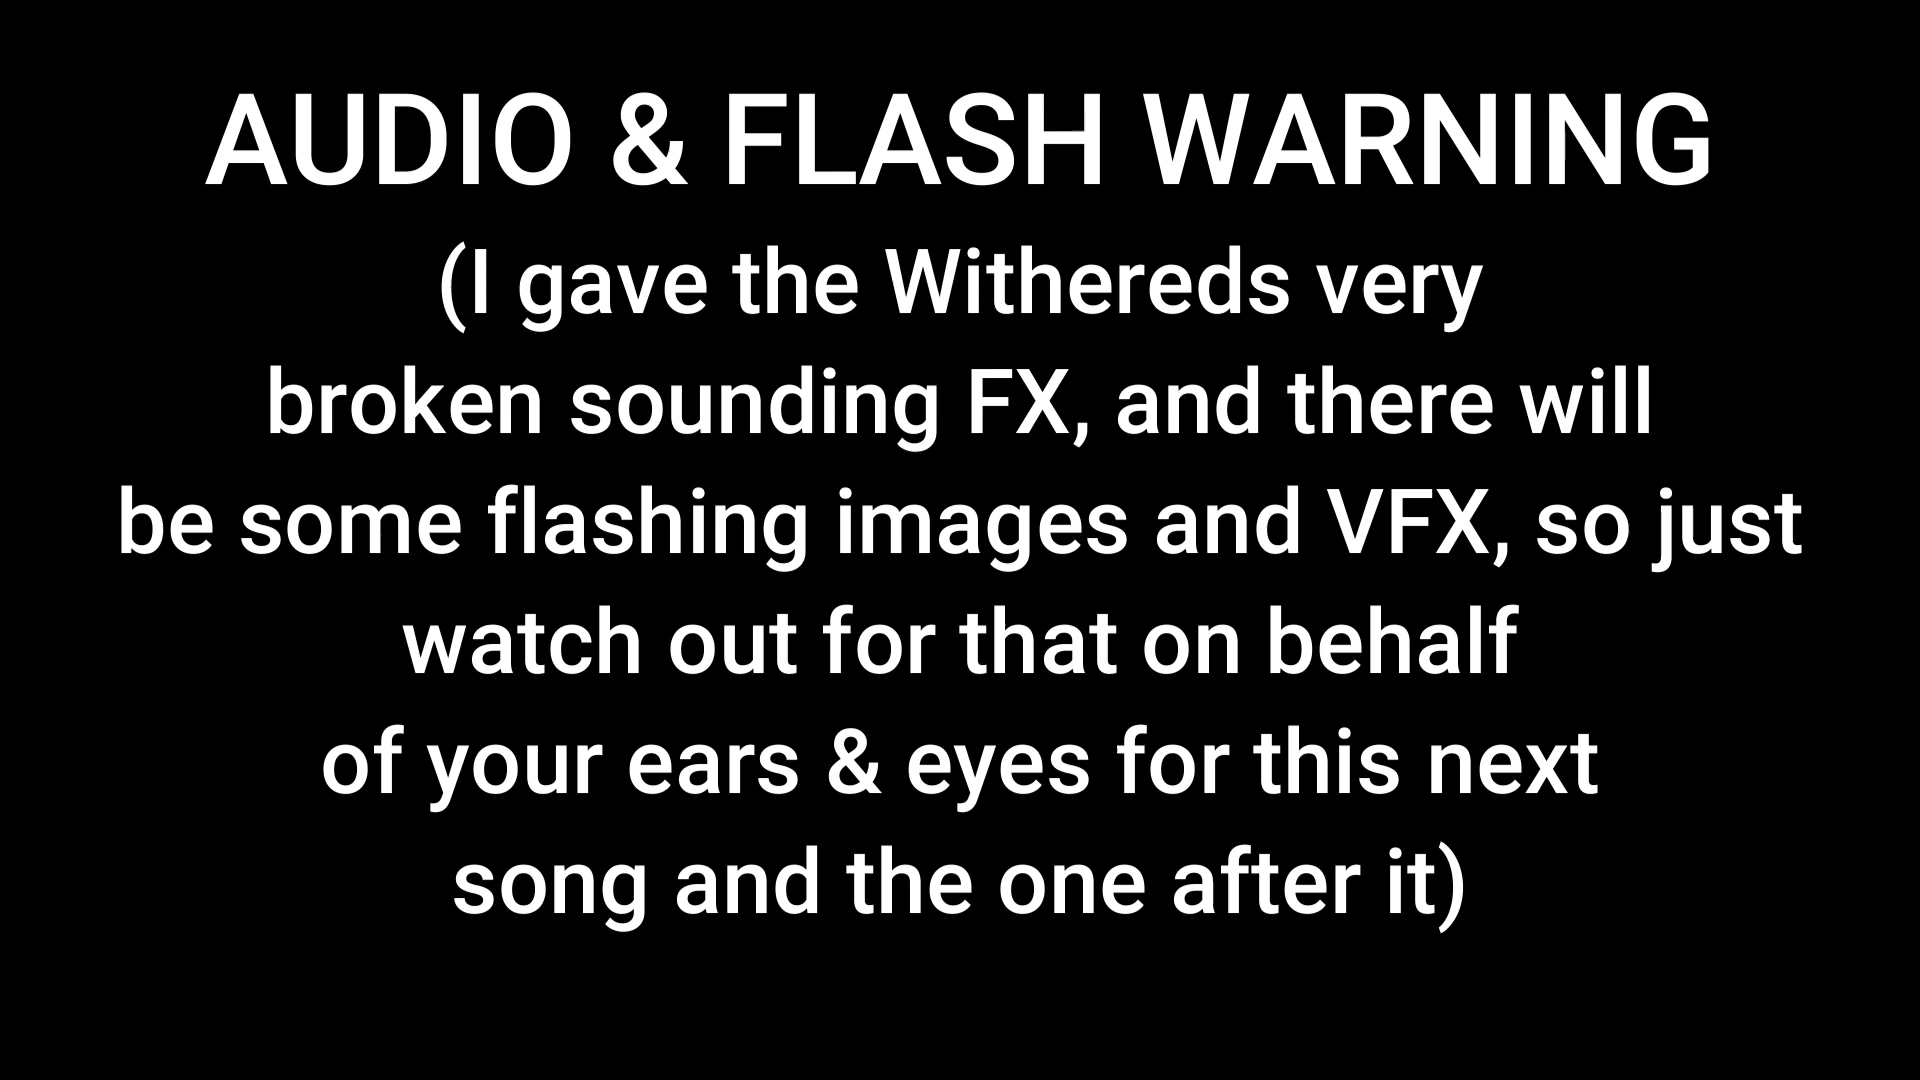 AUDIO & FLASH WARNING
(I gave the Withereds very
broken sounding FX, and there will
be some flashing images and VFX, so just
watch out for that on behalf
of your ears & eyes for this next
song and the one after it)